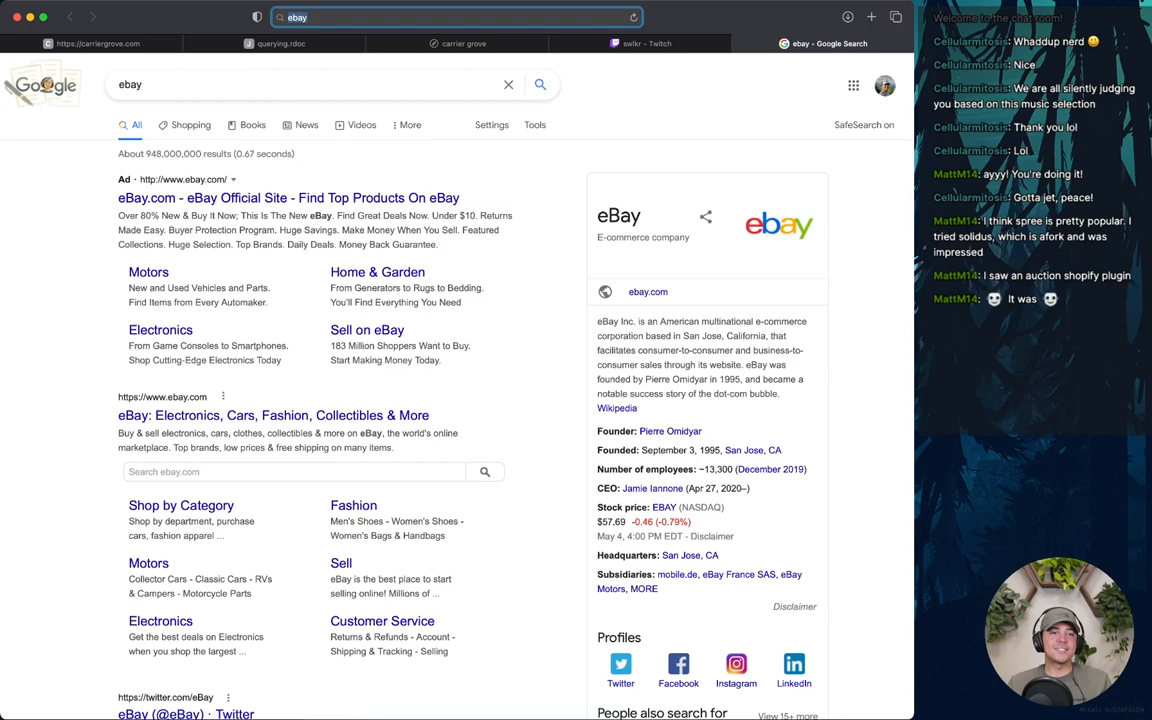 ebay
https://carriergrove.com
querying.rdoc
carrier grove
swlkr - Twitch
ebay - Google Search
Google
ebay
All
Shopping
Books
News
Videos
More
Settings
Tools
SafeSearch on
About 948,000,000 results (0.67 seconds)
Ad · http://www.ebay.com/
eBay.com - eBay Official Site - Find Top Products On eBay
Over 80% New & Buy It Now; This Is The New eBay. Find Great Deals Now. Under $10. Returns
Made Easy. Buyer Protection Program. Huge Savings. Make Money When You Sell. Featured
Collections. Huge Selection. Top Brands. Daily Deals. Money Back Guarantee.
Motors
New and Used Vehicles and Parts.
Find Items from Every Automaker.
Home & Garden
From Generators to Rugs to Bedding.
You'll Find Everything You Need
Electronics
From Game Consoles to Smartphones.
Shop Cutting-Edge Electronics Today
Sell on eBay
183 Million Shoppers Want to Buy.
Start Making Money Today.
https://www.ebay.com
eBay: Electronics, Cars, Fashion, Collectibles & More
Buy & sell electronics, cars, clothes, collectibles & more on eBay, the world's online
marketplace. Top brands, low prices & free shipping on many items.
Search ebay.com
Shop by Category
Shop by department, purchase
cars, fashion apparel ...
Fashion
Men's Shoes - Women's Shoes -
Women's Bags & Handbags
Motors
Collector Cars - Classic Cars - RVs
& Campers - Motorcycle Parts
Sell
eBay is the best place to start
selling online! Millions of ...
Electronics
Get the best deals on Electronics
when you shop the largest ...
Customer Service
Returns & Refunds - Account -
Shipping & Tracking - Selling
https://twitter.com/eBay
eBay (@eBay) · Twitter
eBay
E-commerce company
ebay
ebay.com
eBay Inc. is an American multinational e-commerce
corporation based in San Jose, California, that
facilitates consumer-to-consumer and business-to-
consumer sales through its website. eBay was
founded by Pierre Omidyar in 1995, and became a
notable success story of the dot-com bubble.
Wikipedia
Founder: Pierre Omidyar
Founded: September 3, 1995, San Jose, CA
Number of employees: ~13,300 (December 2019)
CEO: Jamie Iannone (Apr 27, 2020–)
Stock price: EBAY (NASDAQ)
$57.69 -0.46 (-0.79%)
May 4, 4:00 PM EDT - Disclaimer
Headquarters: San Jose, CA
Subsidiaries: mobile.de, eBay France SAS, eBay
Motors, MORE
Disclaimer
Profiles
Twitter
Facebook
Instagram
LinkedIn
People also search for
View 15+ more
Welcome to the chat room!
Cellularmitosis: Whaddup nerd
Cellularmitosis: Nice
Cellularmitosis: We are all silently judging
you based on this music selection
Cellularmitosis: Thank you lol
Cellularmitosis: Lol
MattM14: ayyy! You're doing it!
Cellularmitosis: Gotta jet, peace!
MattM14: I think spree is pretty popular. I
tried solidus, which is afork and was
impressed
MattM14: I saw an auction shopify plugin
MattM14: It was
MIKAEL GUSTAFSSON